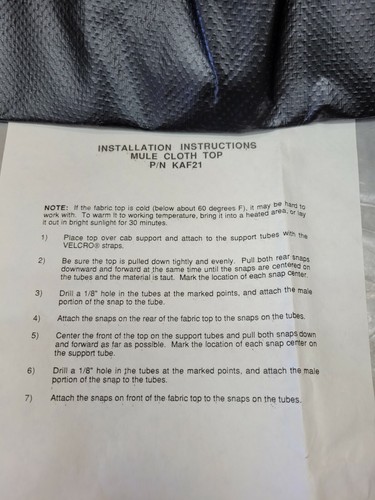 INSTALLATION INSTRUCTIONS
MULE CLOTH TOP
P/N KAF21
NOTE: If the fabric top is cold (below about 60 degrees F), it may be hard to
work with. To warm it to working temperature, bring it into a heated area, or lay
it out in bright sunlight for 30 minutes.
1) Place top over cab support and attach to the support tubes with the
VELCRO® straps.
2) Be sure the top is pulled down tightly and evenly. Pull both rear snaps
downward and forward at the same time until the snaps are centered on
the tubes and the material is taut. Mark the location of each snap center.
3) Drill a 1/8" hole in the tubes at the marked points, and attach the male
portion of the snap to the tube.
4) Attach the snaps on the rear of the fabric top to the snaps on the tubes.
5) Center the front of the top on the support tubes and pull both snaps down
and forward as far as possible. Mark the location of each snap center on
the support tube.
6) Drill a 1/8" hole in the tubes at the marked points, and attach the male
portion of the snap to the tubes.
7) Attach the snaps on front of the fabric top to the snaps on the tubes.